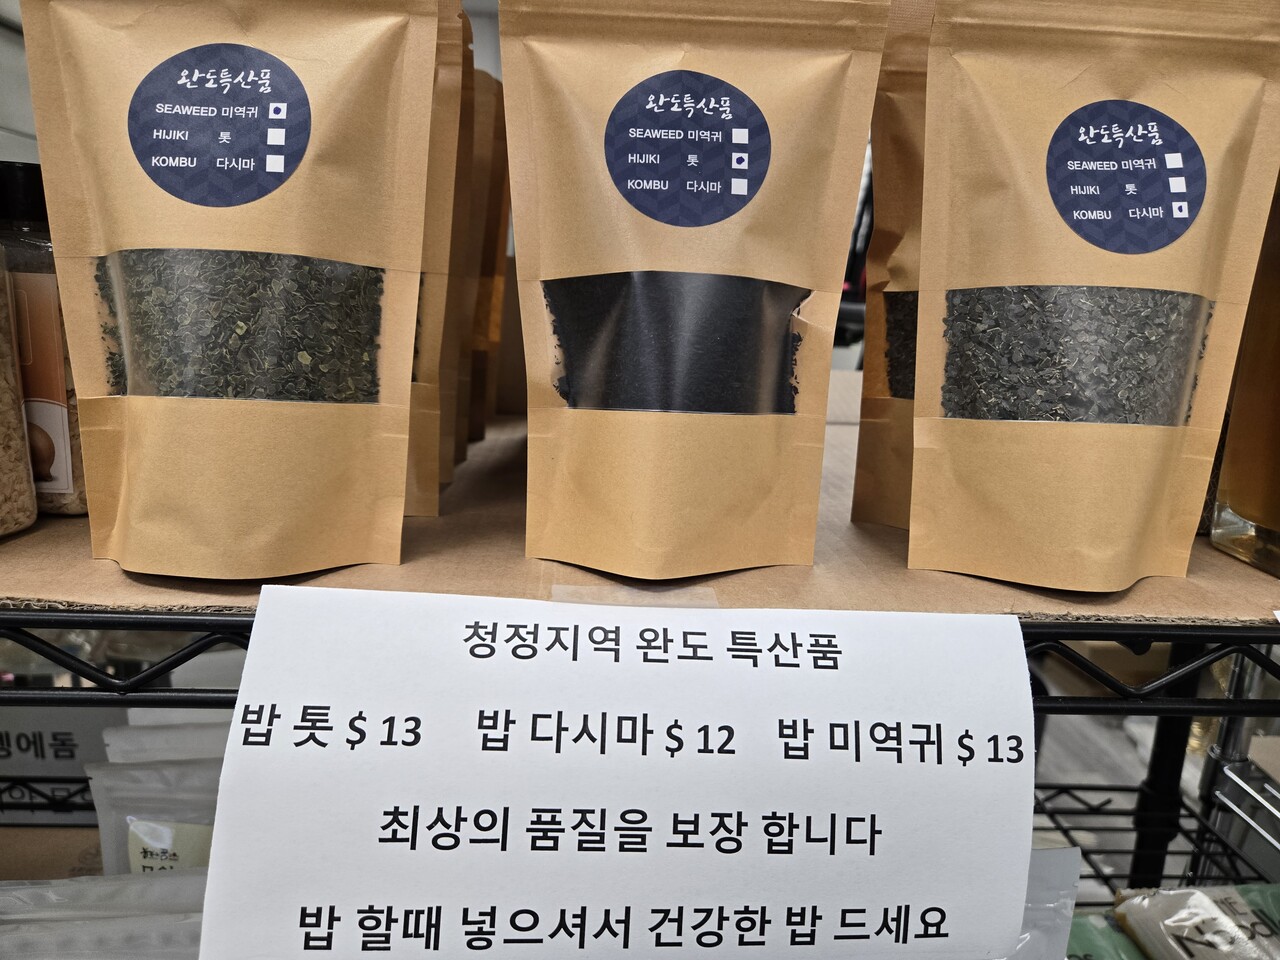 완도특산품
SEAWEED 미역귀
HIJIKI 톳
KOMBU 다시마
완도특산품
SEAWEED 미역귀
HIJIKI 톳
KOMBU 다시마
완도특산품
SEAWEED 미역귀
HIJIKI 톳
KOMBU 다시마
청정지역 완도 특산품
밥 톳 $ 13 밥 다시마 $ 12 밥 미역귀 $ 13
최상의 품질을 보장 합니다
밥 할때 넣으셔서 건강한 밥 드세요